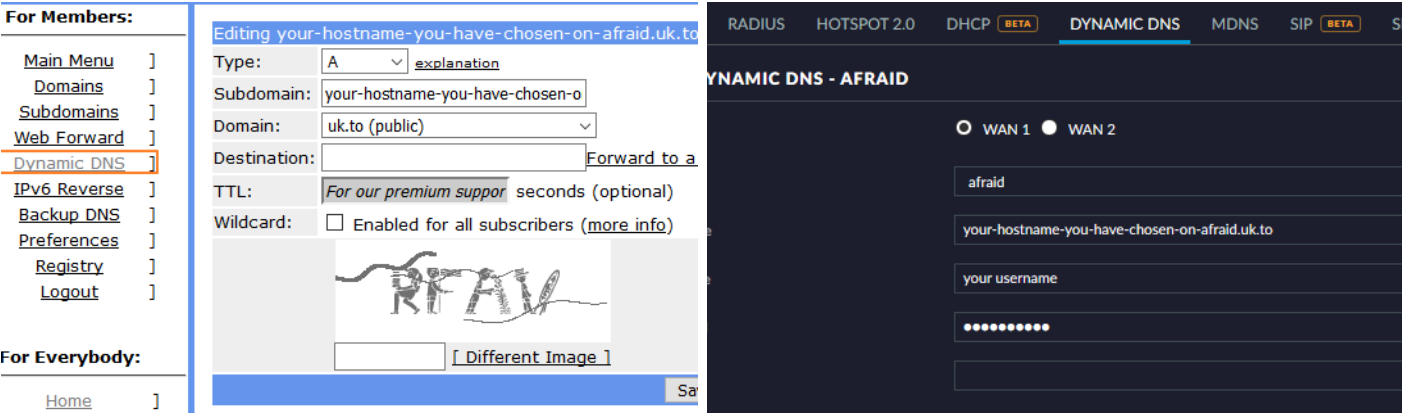 For Members:
Main Menu ]
Domains ]
Subdomains ]
Web Forward ]
Dynamic DNS ]
IPv6 Reverse ]
Backup DNS ]
Preferences ]
Registry ]
Logout ]
For Everybody:
Home ]
Editing your-hostname-you-have-chosen-on-afraid.uk.to
Type: A explanation
Subdomain: your-hostname-you-have-chosen-o
Domain: uk.to (public)
Destination: Forward to a
TTL: For our premium suppor seconds (optional)
Wildcard: Enabled for all subscribers (more info)
[ Different Image ]
Sa
RADIUS HOTSPOT 2.0 DHCP BETA DYNAMIC DNS MDNS SIP BETA S
YNAMIC DNS - AFRAID
WAN 1 WAN 2
afraid
your-hostname-you-have-chosen-on-afraid.uk.to
your username